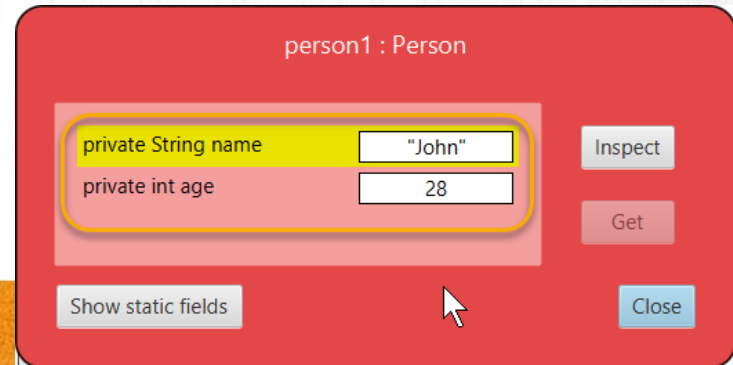 person1 : Person
private String name "John"
Inspect
private int age 28
Get
Show static fields
Close